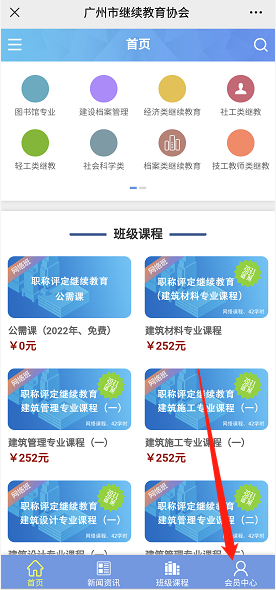 广州市继续教育协会
首页
图书馆专业 建设档案管理 经济类继续教育 社工类继教
轻工类继教 社会科学类 档案类继续教育 技工教师类继教
班级课程
网络班
职称评定继续教育
公需课
公需课（2022年、免费）
￥0元
网络班
职称评定继续教育
(建筑材料专业课程)
网络课程、42学时
建筑材料专业课程
￥252元
网络班
职称评定继续教育
建筑管理专业课程（一）
网络课程、42学时
建筑管理专业课程（一）
￥252元
网络班
职称评定继续教育
建筑施工专业课程（一）
网络课程、42学时
建筑施工专业课程（一）
￥252元
网络班
职称评定继续教育
建筑设计专业课程（一）
网络课程、42学时
建筑设计专业课程（一）
网络班
职称评定继续教育
建筑管理专业课程（二）
网络课程、42学时
建筑管理专业课程（二）
首页 新闻资讯 班级课程 会员中心